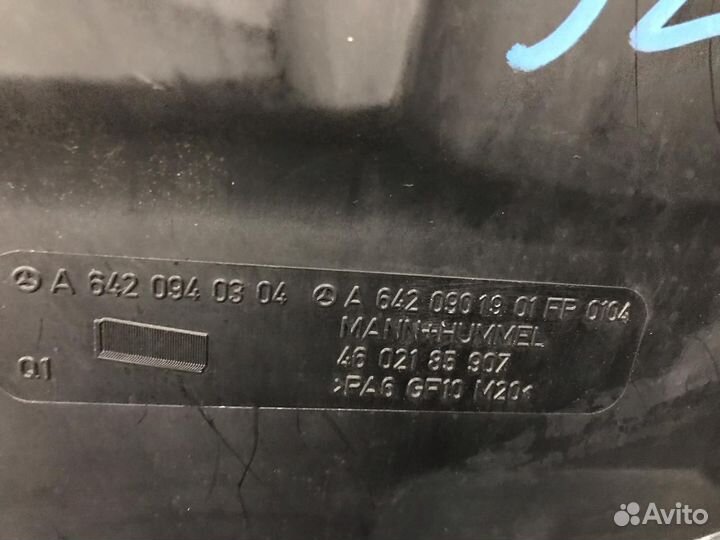 A 642 094 03 04
A 642 090 19 01 FP 0104
MANN+HUMMEL
46 021 85 907
>PA6 GF10 M20<
Q.1
Avito